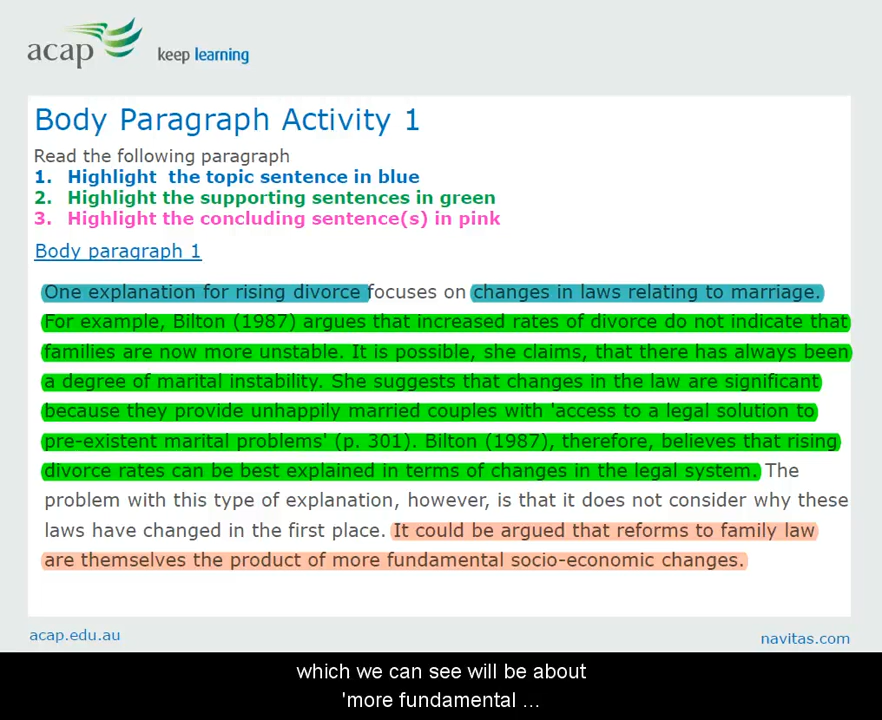 acap keep learning
Body Paragraph Activity 1
Read the following paragraph
1. Highlight the topic sentence in blue
2. Highlight the supporting sentences in green
3. Highlight the concluding sentence(s) in pink
Body paragraph 1
One explanation for rising divorce focuses on changes in laws relating to marriage.
For example, Bilton (1987) argues that increased rates of divorce do not indicate that
families are now more unstable. It is possible, she claims, that there has always been
a degree of marital instability. She suggests that changes in the law are significant
because they provide unhappily married couples with 'access to a legal solution to
pre-existent marital problems' (p. 301). Bilton (1987), therefore, believes that rising
divorce rates can be best explained in terms of changes in the legal system. The
problem with this type of explanation, however, is that it does not consider why these
laws have changed in the first place. It could be argued that reforms to family law
are themselves the product of more fundamental socio-economic changes.
acap.edu.au
navitas.com
which we can see will be about
'more fundamental ...